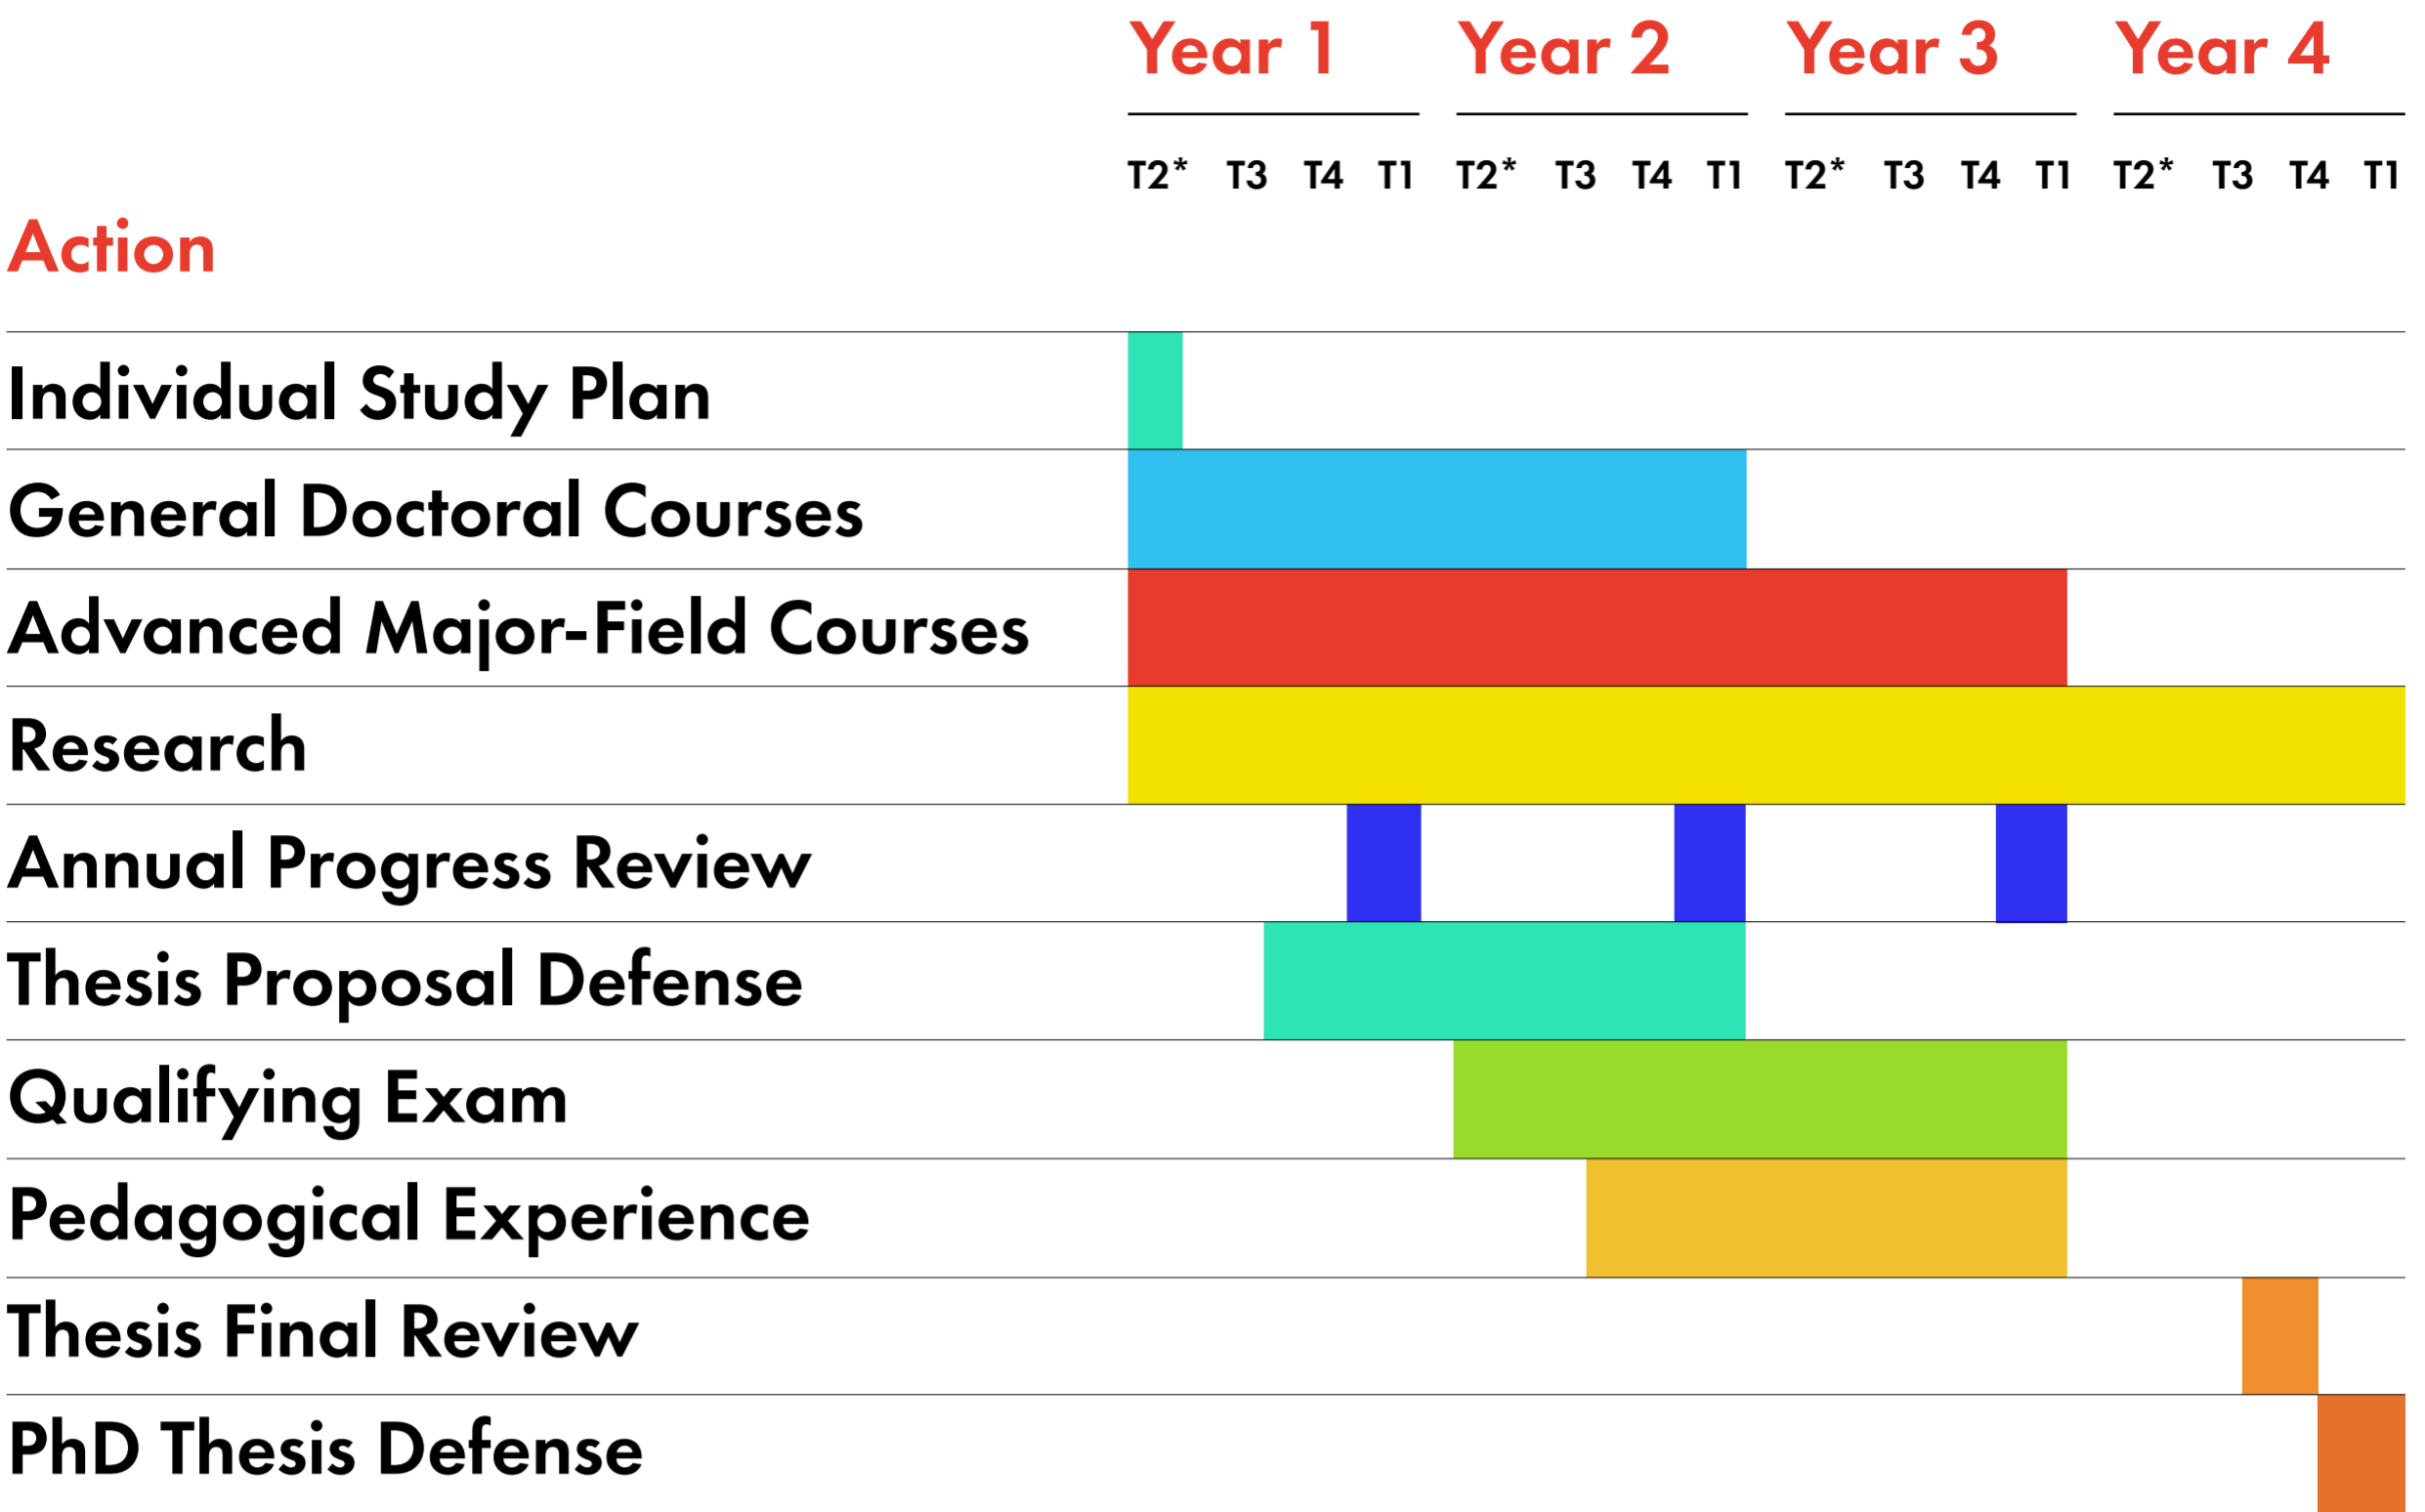 Year 1 Year 2 Year 3 Year 4
T2* T3 T4 T1 T2* T3 T4 T1 T2* T3 T4 T1 T2* T3 T4 T1
Action
Individual Study Plan
General Doctoral Courses
Advanced Major-Field Courses
Research
Annual Progress Review
Thesis Proposal Defense
Qualifying Exam
Pedagogical Experience
Thesis Final Review
PhD Thesis Defense